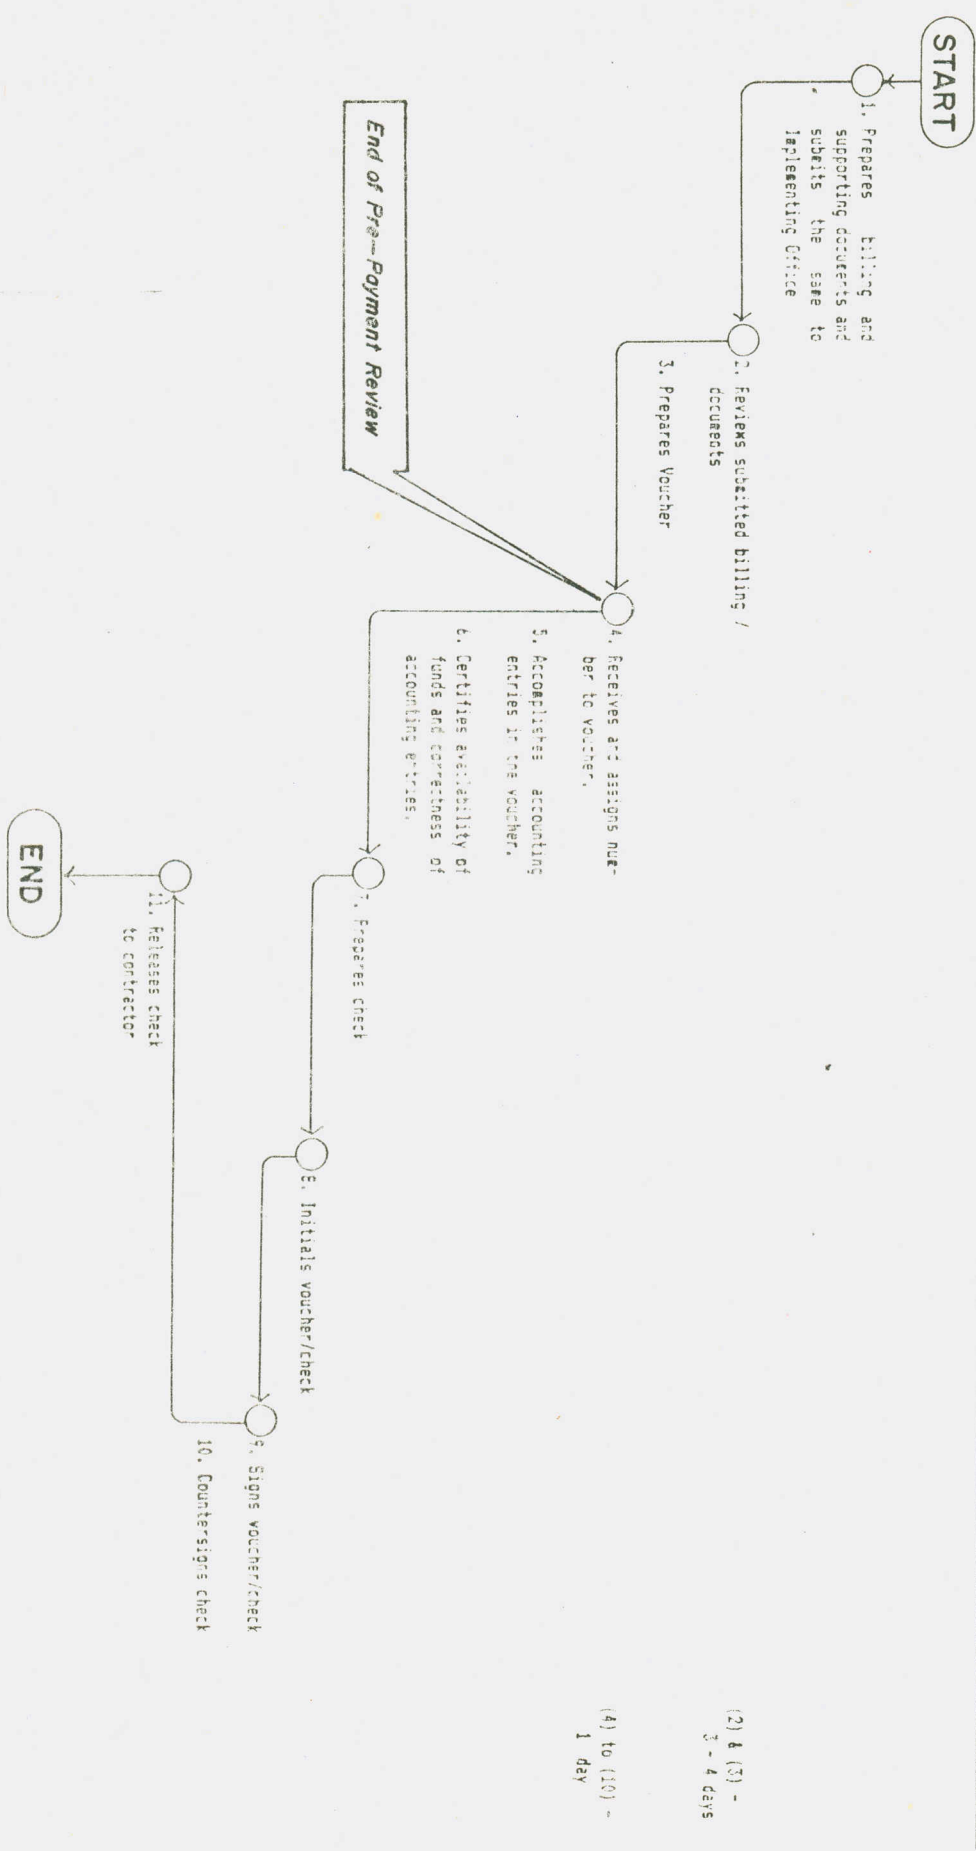 START
1. Prepares billing and
supporting documents and
submits the same to
Implementing Office
2. Reviews submitted billing /
documents
3. Prepares Voucher
(2) & (3) -
3 - 4 days
End of Pre-Payment Review
4. Receives and assigns num-
ber to voucher.
5. Accomplishes accounting
entries in the voucher.
6. Certifies availability of
funds and correctness of
accounting entries.
(4) to (10) -
1 day
7. Prepares check
8. Initials voucher/check
9. Signs voucher/check
10. Countersigns check
11. Releases check
to contractor
END